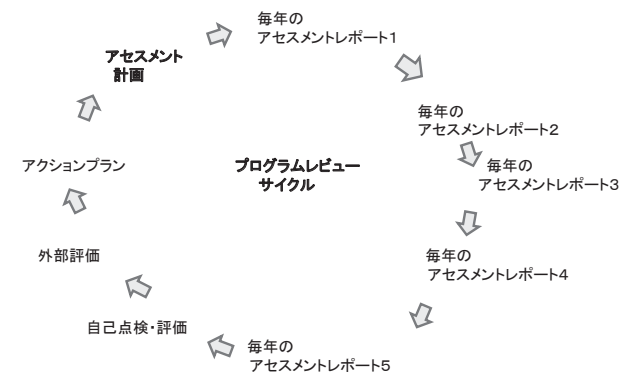 毎年の
アセスメントレポート1
アセスメント
計画
毎年の
アセスメントレポート2
毎年の
アセスメントレポート3
アクションプラン
プログラムレビュー
サイクル
毎年の
アセスメントレポート4
外部評価
自己点検・評価
毎年の
アセスメントレポート5